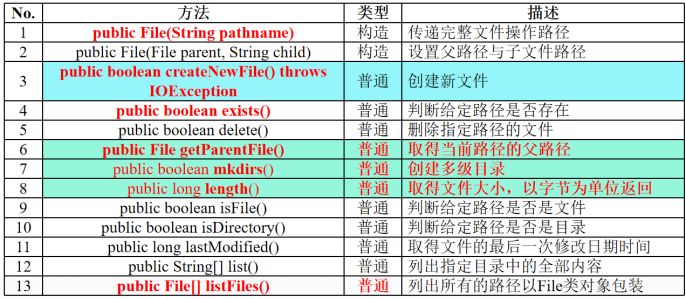 No. 方法 类型 描述
1 public File(String pathname) 构造 传递完整文件操作路径
2 public File(File parent, String child) 构造 设置父路径与子文件路径
3 public boolean createNewFile() throws IOException 普通 创建新文件
4 public boolean exists() 普通 判断给定路径是否存在
5 public boolean delete() 普通 删除指定路径的文件
6 public File getParentFile() 普通 取得当前路径的父路径
7 public boolean mkdirs() 普通 创建多级目录
8 public long length() 普通 取得文件大小，以字节为单位返回
9 public boolean isFile() 普通 判断给定路径是否是文件
10 public boolean isDirectory() 普通 判断给定路径是否是目录
11 public long lastModified() 普通 取得文件的最后一次修改日期时间
12 public String[] list() 普通 列出指定目录中的全部内容
13 public File[] listFiles() 普通 列出所有的路径以File类对象包装